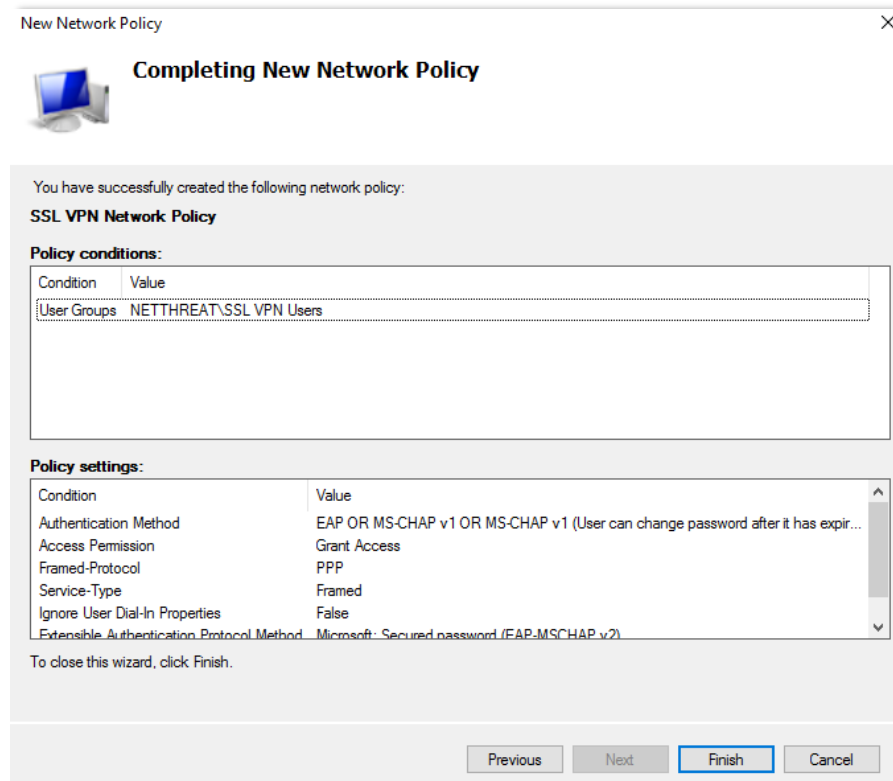 New Network Policy
Completing New Network Policy
You have successfully created the following network policy:
SSL VPN Network Policy
Policy conditions:
Condition Value
User Groups NETTHREAT\SSL VPN Users
Policy settings:
Condition Value
Authentication Method EAP OR MS-CHAP v1 OR MS-CHAP v1 (User can change password after it has expir...
Access Permission Grant Access
Framed-Protocol PPP
Service-Type Framed
Ignore User Dial-In Properties False
Extensible Authentication Protocol Method Microsoft: Secured password (EAP-MSCHAP v2)
To close this wizard, click Finish.
Previous Next Finish Cancel